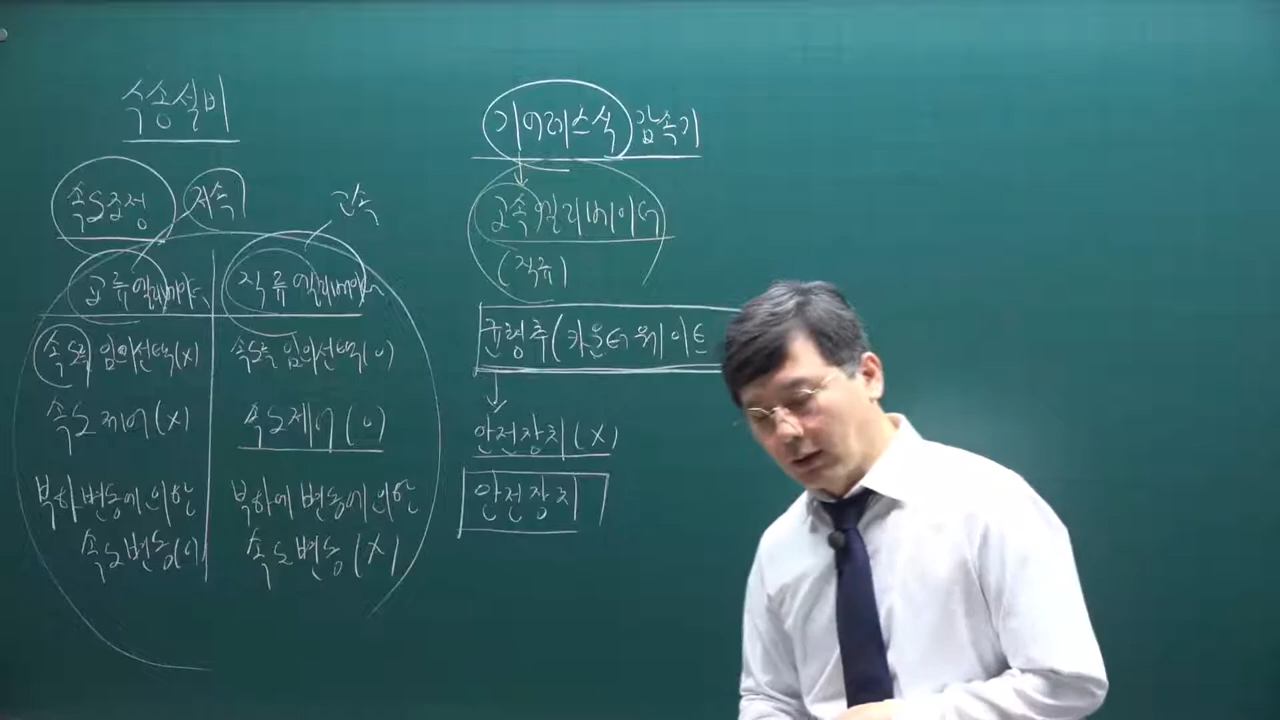 수송설비
속도조정 저속 고속
교류엘리베이터 직류엘리베이터
속도 임의선택(x) 속도 임의선택(o)
속도제어(x) 속도제어(o)
부하변동에 의한 부하에 변동에 의한
속도변동(o) 속도변동(x)
기어레스식 감속기
고속엘리베이터
(직류)
균형추(카운터웨이트
안전장치(x)
안전장치